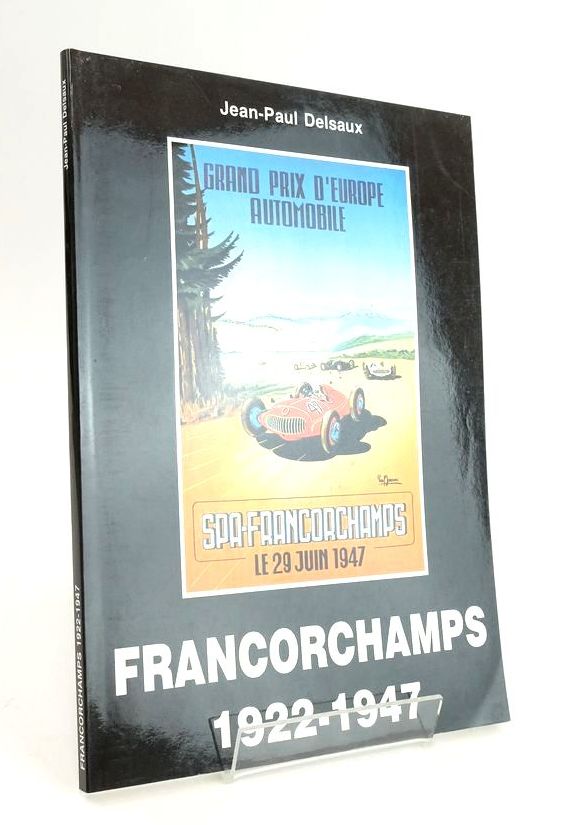 Jean-Paul Delsaux
GRAND PRIX D'EUROPE
AUTOMOBILE
SPA-FRANCORCHAMPS
LE 29 JUIN 1947
FRANCORCHAMPS
1922-1947
Jean-Paul Delsaux
FRANCORCHAMPS 1922-1947